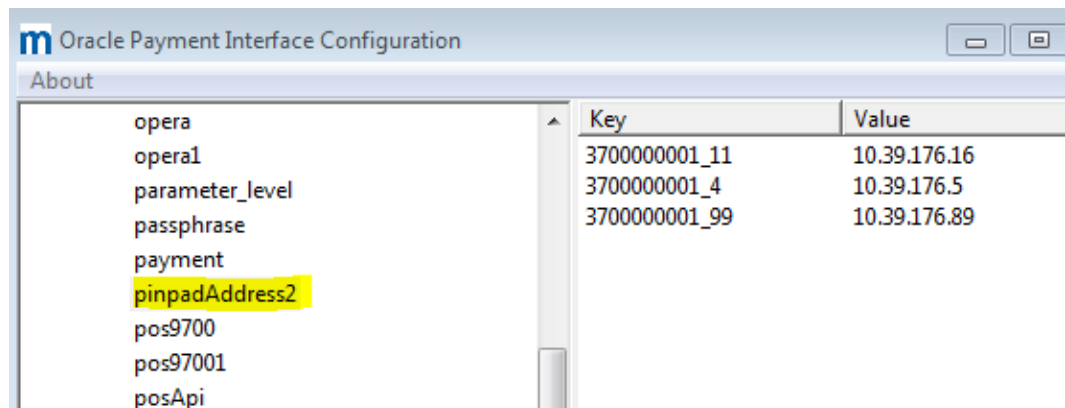 m Oracle Payment Interface Configuration
About
opera
opera1
parameter_level
passphrase
payment
pinpadAddress2
pos9700
pos97001
posApi
Key Value
3700000001_11 10.39.176.16
3700000001_4 10.39.176.5
3700000001_99 10.39.176.89